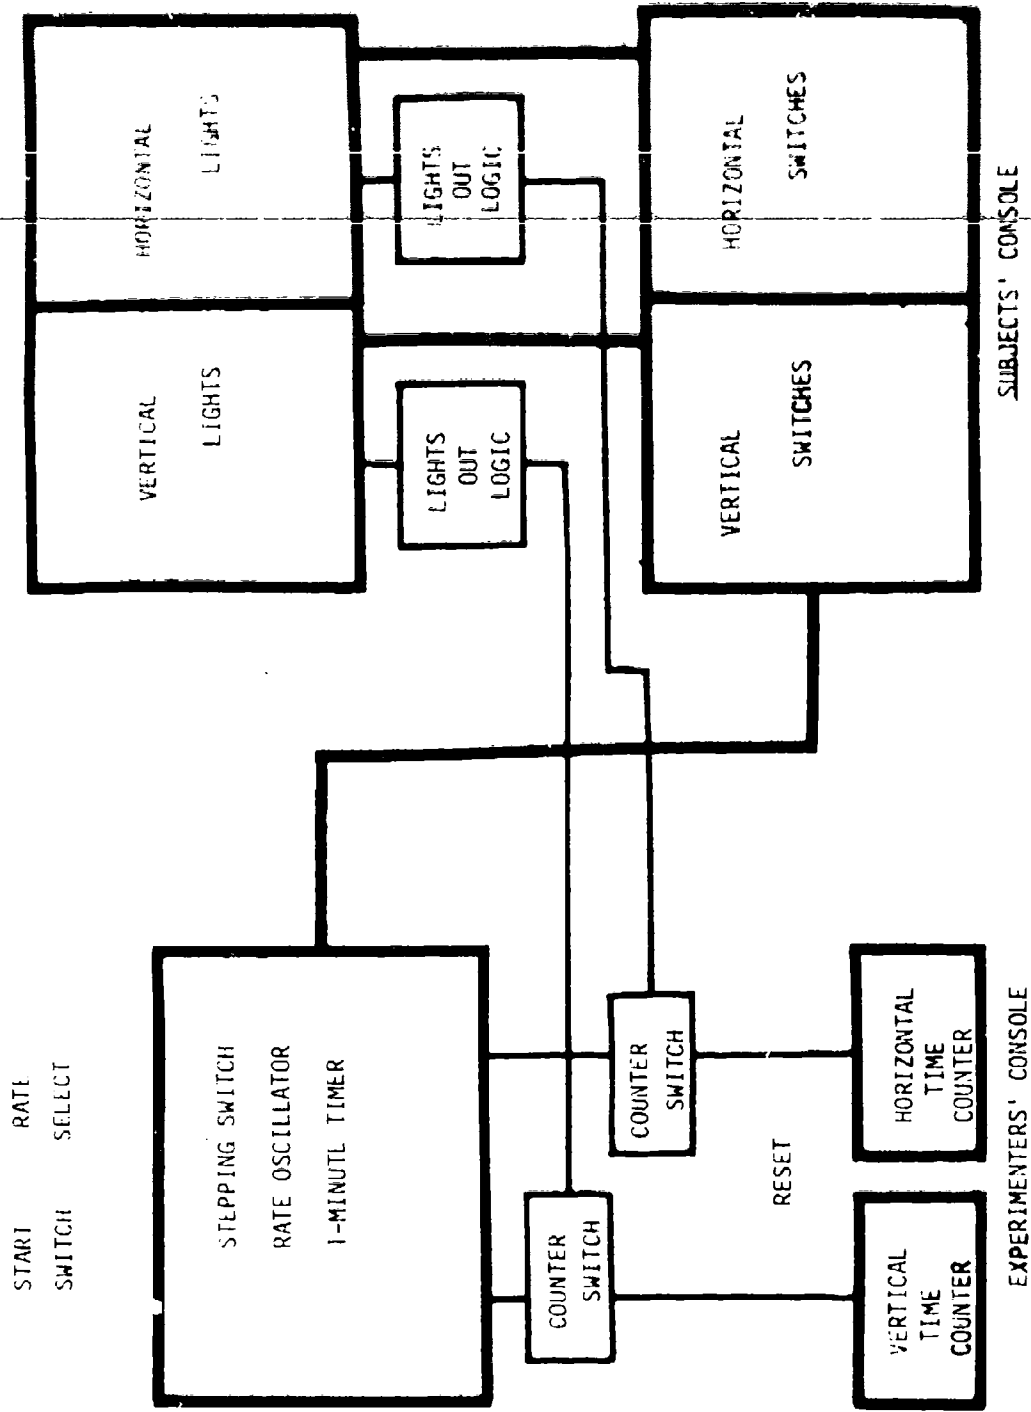 START
SWITCH
RATE
SELECT
STEPPING SWITCH
RATE OSCILLATOR
1-MINUTE TIMER
COUNTER
SWITCH
COUNTER
SWITCH
RESET
VERTICAL
TIME
COUNTER
HORIZONTAL
TIME
COUNTER
EXPERIMENTERS' CONSOLE
VERTICAL
LIGHTS
HORIZONTAL
LIGHTS
LIGHTS
OUT
LOGIC
LIGHTS
OUT
LOGIC
VERTICAL
SWITCHES
HORIZONTAL
SWITCHES
SUBJECTS' CONSOLE